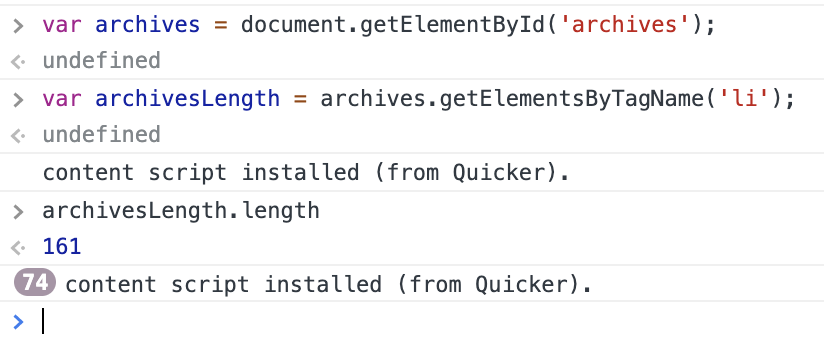 > var archives = document.getElementById('archives');
<· undefined
> var archivesLength = archives.getElementsByTagName('li');
<· undefined
content script installed (from Quicker).
> archivesLength.length
<· 161
74 content script installed (from Quicker).
>